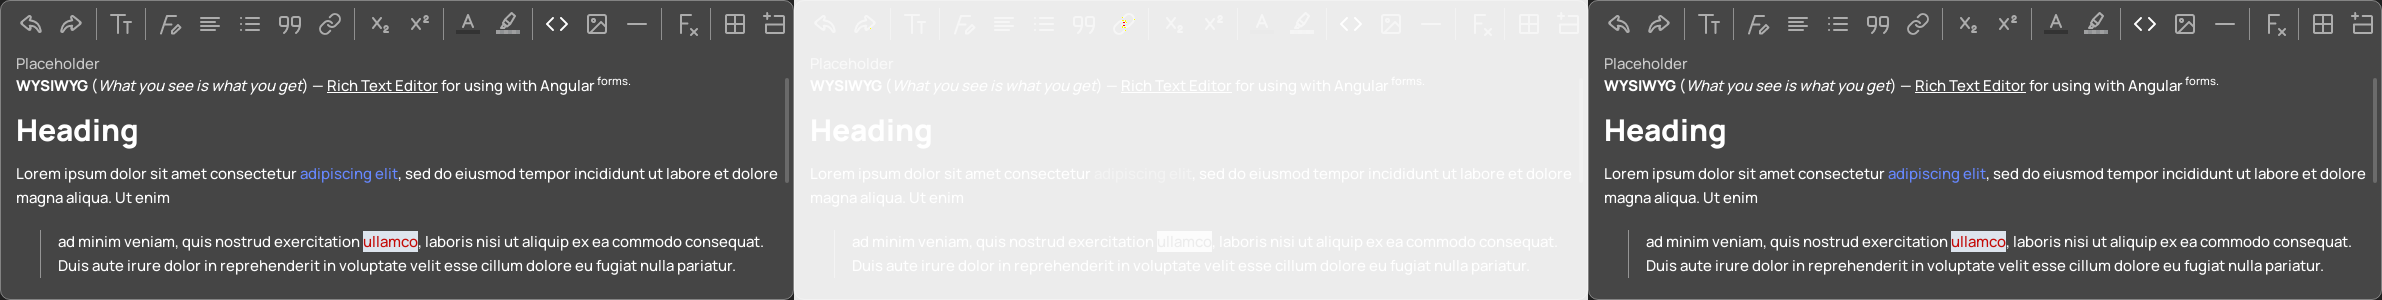 Placeholder
WYSIWYG (What you see is what you get) — Rich Text Editor for using with Angular forms.
Heading
Lorem ipsum dolor sit amet consectetur adipiscing elit, sed do eiusmod tempor incididunt ut labore et dolore
magna aliqua. Ut enim
ad minim veniam, quis nostrud exercitation ullamco, laboris nisi ut aliquip ex ea commodo consequat.
Duis aute irure dolor in reprehenderit in voluptate velit esse cillum dolore eu fugiat nulla pariatur.
Placeholder
WYSIWYG (What you see is what you get) — Rich Text Editor for using with Angular forms.
Heading
Lorem ipsum dolor sit amet consectetur adipiscing elit, sed do eiusmod tempor incididunt ut labore et dolore
magna aliqua. Ut enim
ad minim veniam, quis nostrud exercitation ullamco, laboris nisi ut aliquip ex ea commodo consequat.
Duis aute irure dolor in reprehenderit in voluptate velit esse cillum dolore eu fugiat nulla pariatur.
Placeholder
WYSIWYG (What you see is what you get) — Rich Text Editor for using with Angular forms.
Heading
Lorem ipsum dolor sit amet consectetur adipiscing elit, sed do eiusmod tempor incididunt ut labore et dolore
magna aliqua. Ut enim
ad minim veniam, quis nostrud exercitation ullamco, laboris nisi ut aliquip ex ea commodo consequat.
Duis aute irure dolor in reprehenderit in voluptate velit esse cillum dolore eu fugiat nulla pariatur.